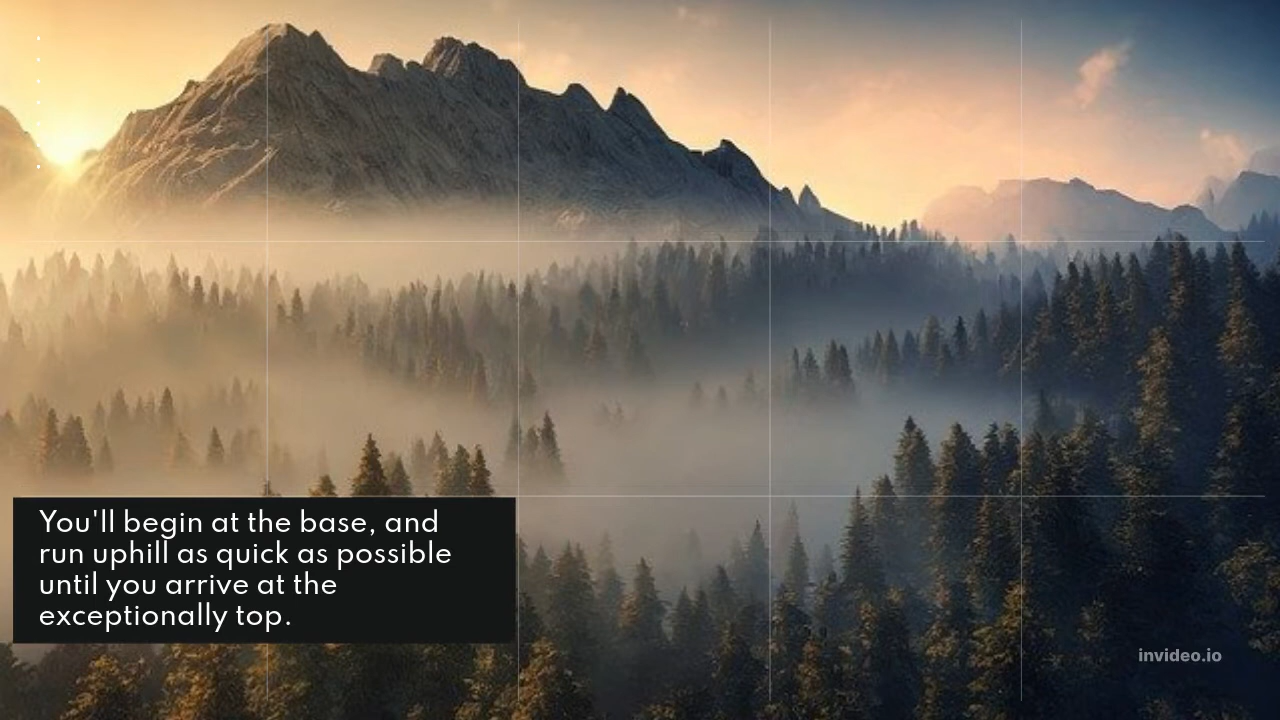 You'll begin at the base, and
run uphill as quick as possible
until you arrive at the
exceptionally top.
invideo.io